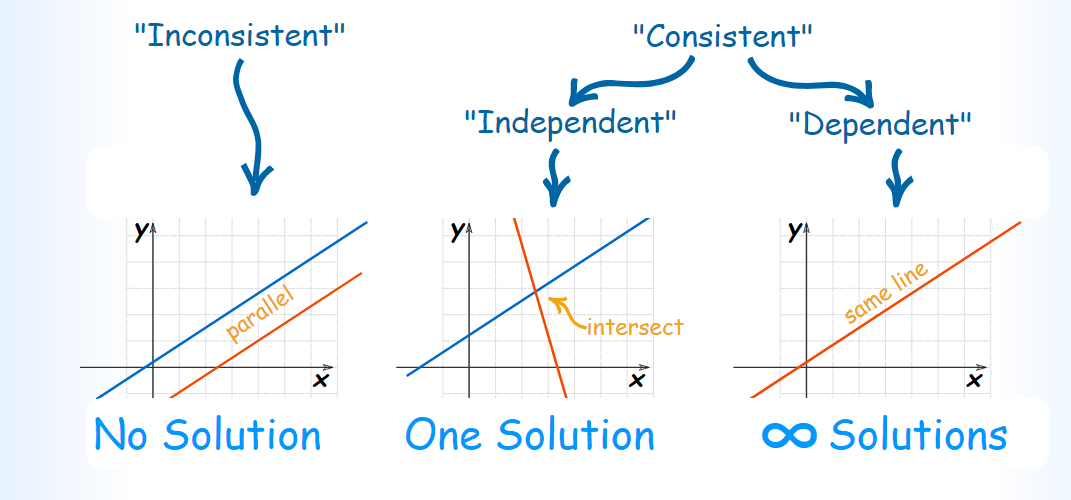 "Inconsistent"
"Consistent"
"Independent"
"Dependent"
y
parallel
x
y
intersect
x
y
same line
x
No Solution
One Solution
∞ Solutions